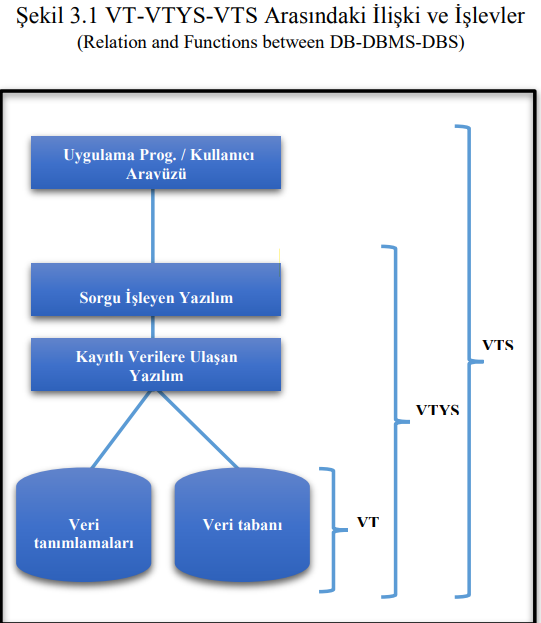 Şekil 3.1 VT-VTYS-VTS Arasındaki İlişki ve İşlevler
(Relation and Functions between DB-DBMS-DBS)
Uygulama Prog. / Kullanıcı
Arayüzü
Sorgu İşleyen Yazılım
Kayıtlı Verilere Ulaşan
Yazılım
Veri
tanımlamaları
Veri tabanı
VT
VTYS
VTS